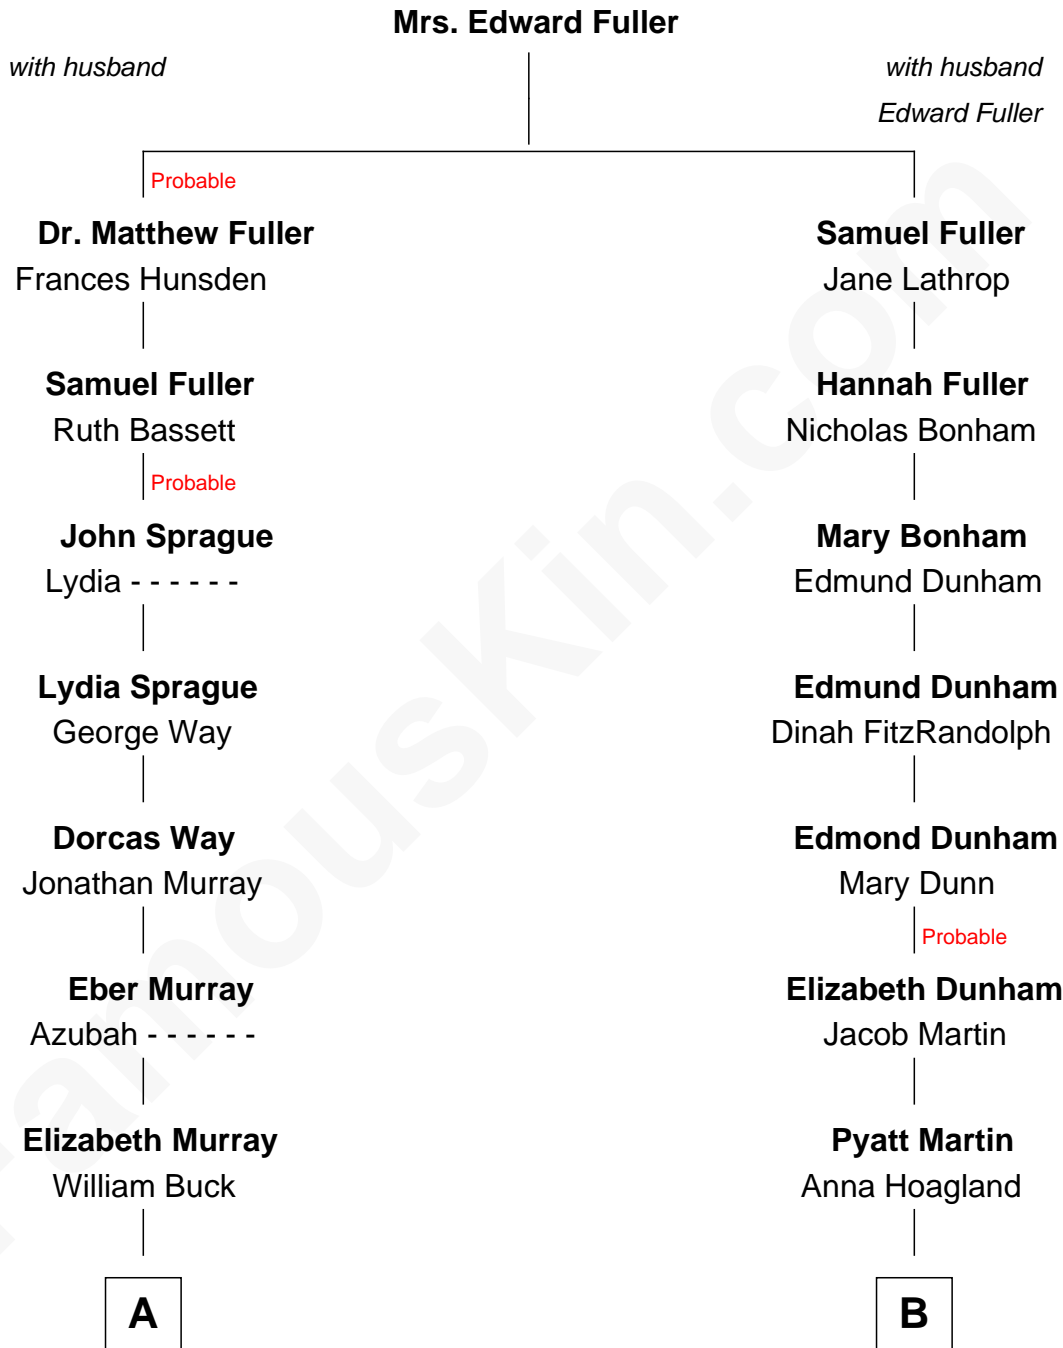 Mrs. Edward Fuller
with husband
with husband
Edward Fuller
Probable
Dr. Matthew Fuller
Frances Hunsden
Samuel Fuller
Jane Lathrop
Samuel Fuller
Ruth Bassett
Hannah Fuller
Nicholas Bonham
Probable
John Sprague
Lydia - - - - - -
Mary Bonham
Edmund Dunham
Lydia Sprague
George Way
Edmund Dunham
Dinah FitzRandolph
Dorcas Way
Jonathan Murray
Edmond Dunham
Mary Dunn
Probable
Eber Murray
Azubah - - - - - -
Elizabeth Dunham
Jacob Martin
Elizabeth Murray
William Buck
Pyatt Martin
Anna Hoagland
A
B
FamousKin.com